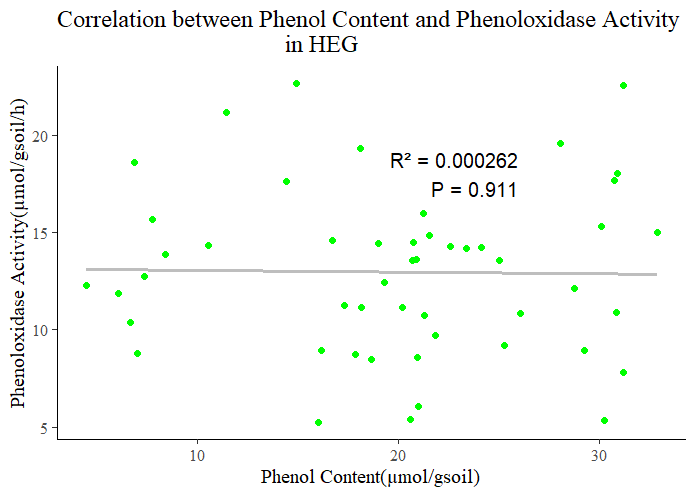 Correlation between Phenol Content and Phenoloxidase Activity
in HEG
Phenoloxidase Activity(μmol/gsoil/h)
20
15
10
5
R² = 0.000262
P = 0.911
10 20 30
Phenol Content(μmol/gsoil)